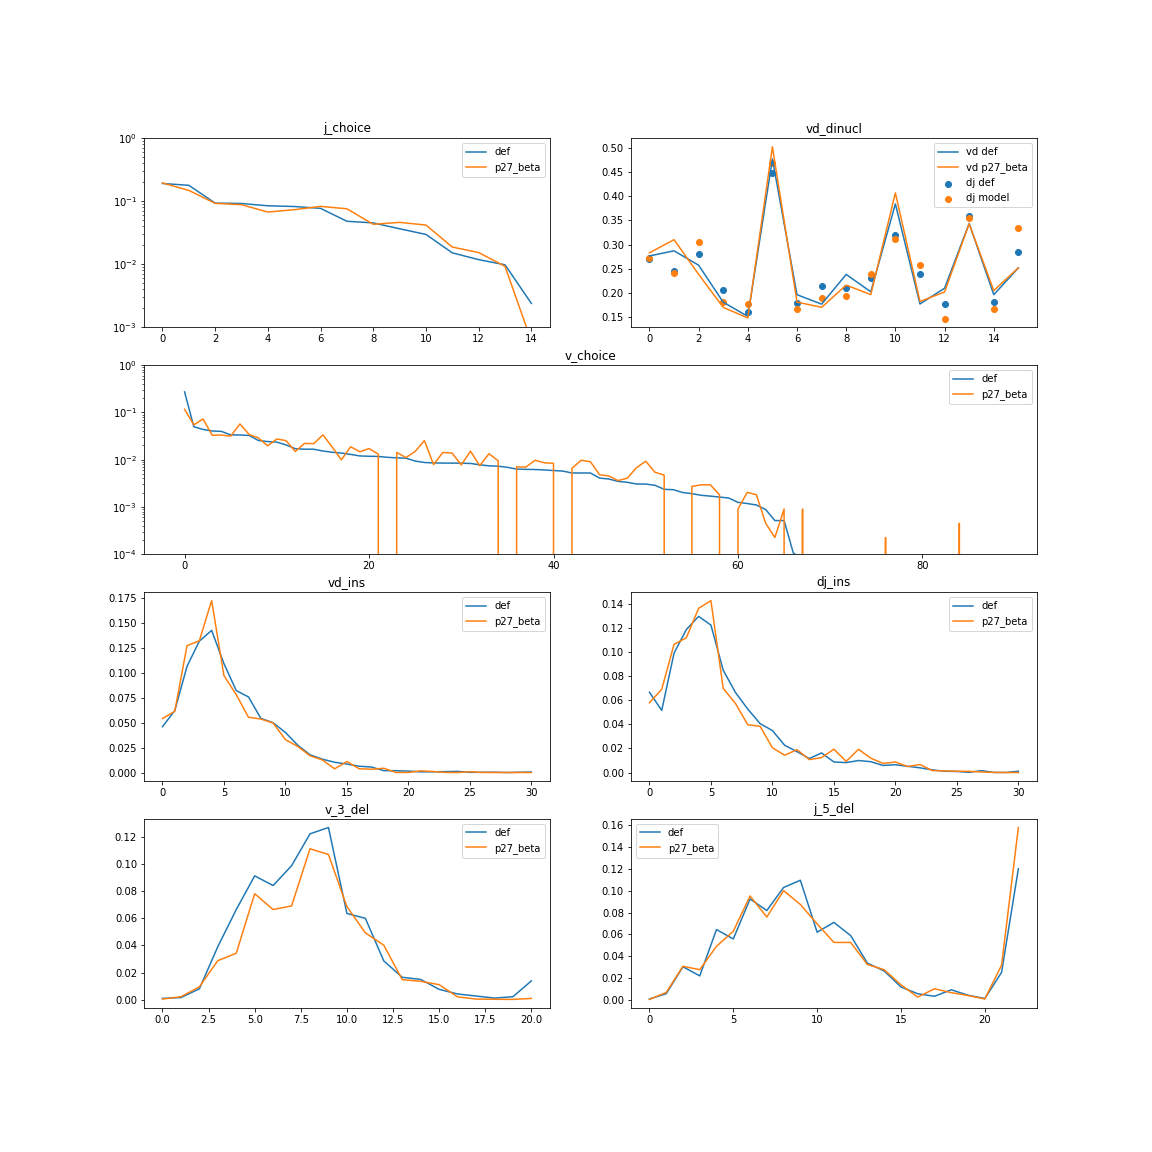 j_choice
10^0
10^-1
10^-2
10^-3
0 2 4 6 8 10 12 14
def
p27_beta
vd_dinucl
0.50
0.45
0.40
0.35
0.30
0.25
0.20
0.15
0 2 4 6 8 10 12 14
vd def
vd p27_beta
dj def
dj model
v_choice
10^0
10^-1
10^-2
10^-3
10^-4
0 20 40 60 80
def
p27_beta
vd_ins
0.175
0.150
0.125
0.100
0.075
0.050
0.025
0.000
0 5 10 15 20 25 30
def
p27_beta
dj_ins
0.14
0.12
0.10
0.08
0.06
0.04
0.02
0.00
0 5 10 15 20 25 30
def
p27_beta
v_3_del
0.12
0.10
0.08
0.06
0.04
0.02
0.00
0.0 2.5 5.0 7.5 10.0 12.5 15.0 17.5 20.0
def
p27_beta
j_5_del
0.16
0.14
0.12
0.10
0.08
0.06
0.04
0.02
0.00
0 5 10 15 20
def
p27_beta